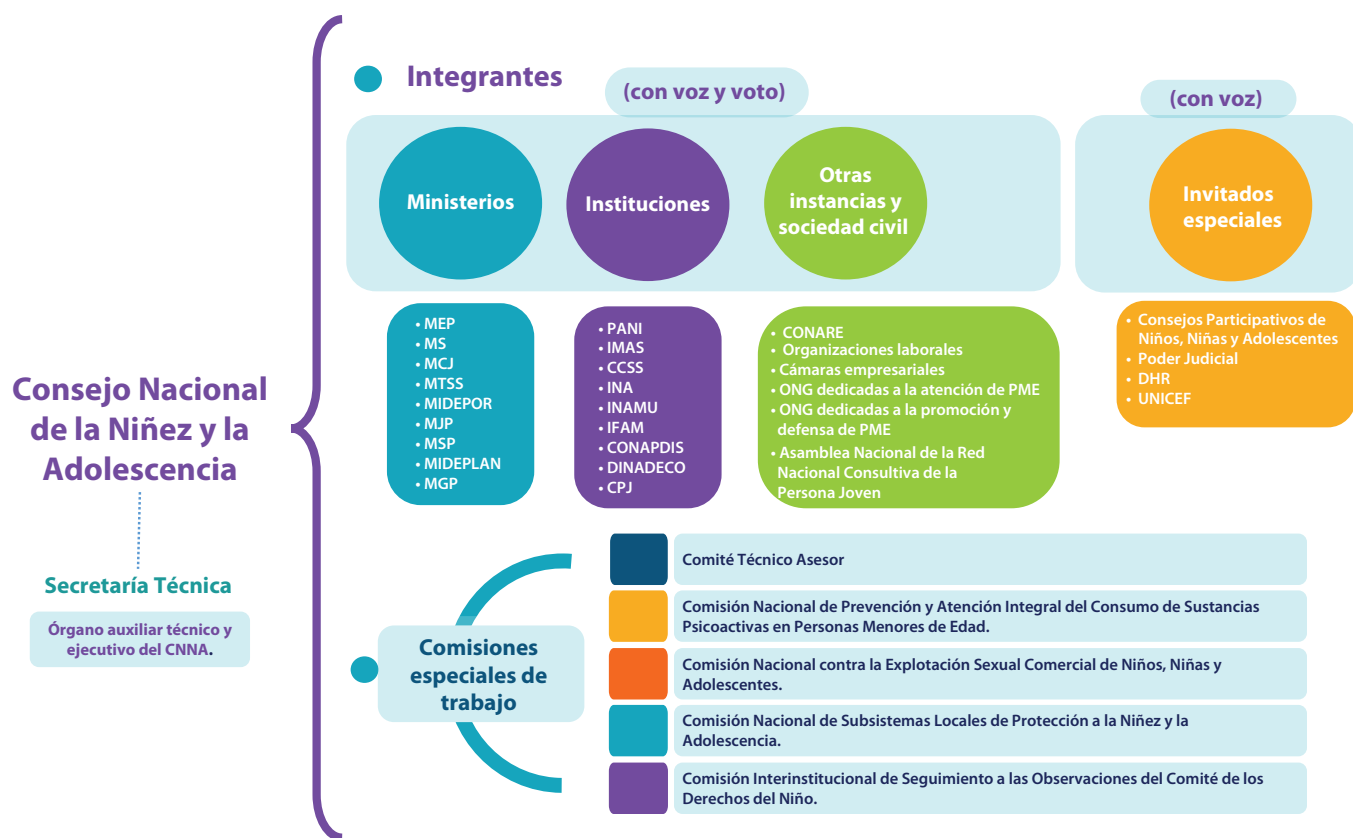 Consejo Nacional
de la Niñez y la
Adolescencia
Secretaría Técnica
Órgano auxiliar técnico y
ejecutivo del CNNA.
Integrantes
(con voz y voto)
(con voz)
Ministerios
Instituciones
Otras
instancias y
sociedad civil
Invitados
especiales
• MEP
• MS
• MCJ
• MTSS
• MIDEPOR
• MJP
• MSP
• MIDEPLAN
• MGP
• PANI
• IMAS
• CCSS
• INA
• INAMU
• IFAM
• CONAPDIS
• DINADECO
• CPJ
• CONARE
• Organizaciones laborales
• Cámaras empresariales
• ONG dedicadas a la atención de PME
• ONG dedicadas a la promoción y
defensa de PME
• Asamblea Nacional de la Red
Nacional Consultiva de la
Persona Joven
• Consejos Participativos de
Niños, Niñas y Adolescentes
• Poder Judicial
• DHR
• UNICEF
Comisiones
especiales de
trabajo
Comité Técnico Asesor
Comisión Nacional de Prevención y Atención Integral del Consumo de Sustancias
Psicoactivas en Personas Menores de Edad.
Comisión Nacional contra la Explotación Sexual Comercial de Niños, Niñas y
Adolescentes.
Comisión Nacional de Subsistemas Locales de Protección a la Niñez y la
Adolescencia.
Comisión Interinstitucional de Seguimiento a las Observaciones del Comité de los
Derechos del Niño.